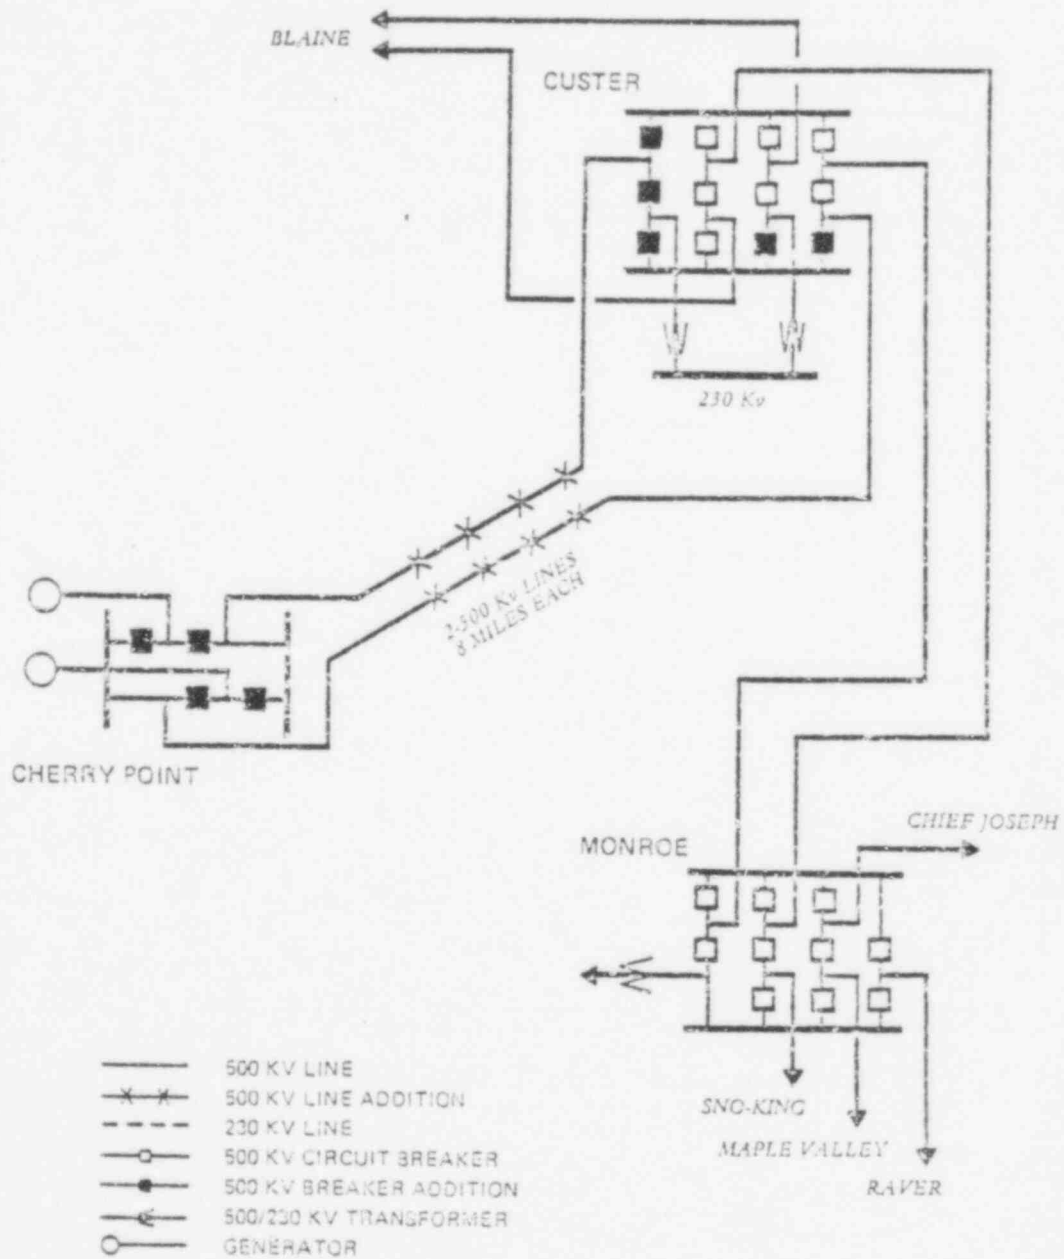 BLAINE
CUSTER
230 Kv
2-500 Kv LINES
8 MILES EACH
CHERRY POINT
CHIEF JOSEPH
MONROE
SNO-KING
MAPLE VALLEY
RAVER
500 KV LINE
500 KV LINE ADDITION
230 KV LINE
500 KV CIRCUIT BREAKER
500 KV BREAKER ADDITION
500/230 KV TRANSFORMER
GENERATOR